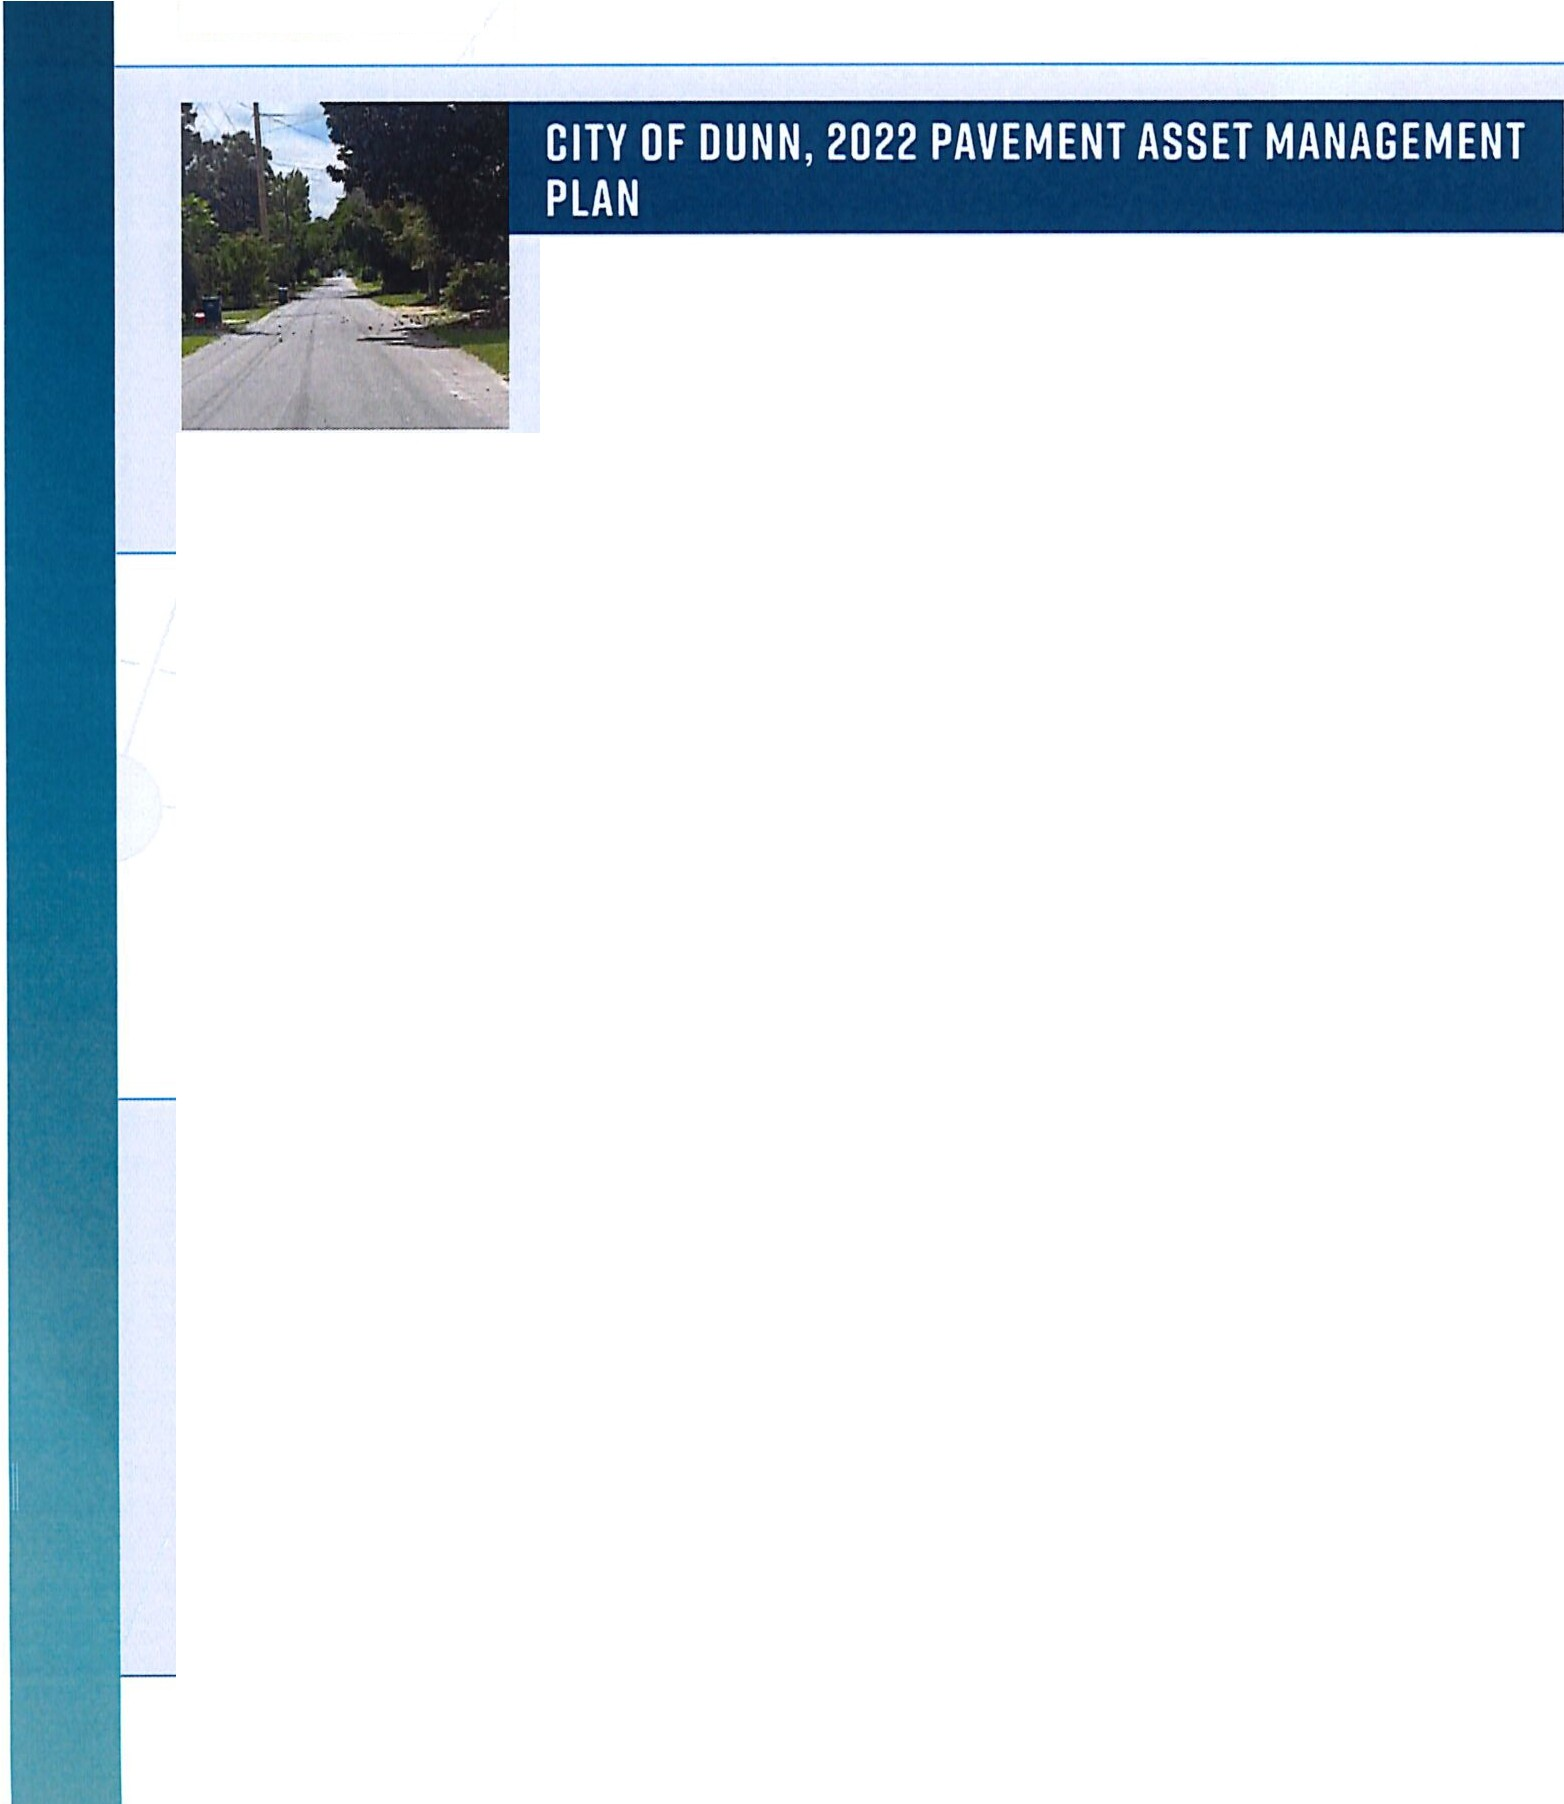 CITY OF DUNN, 2022 PAVEMENT ASSET MANAGEMENT
PLAN